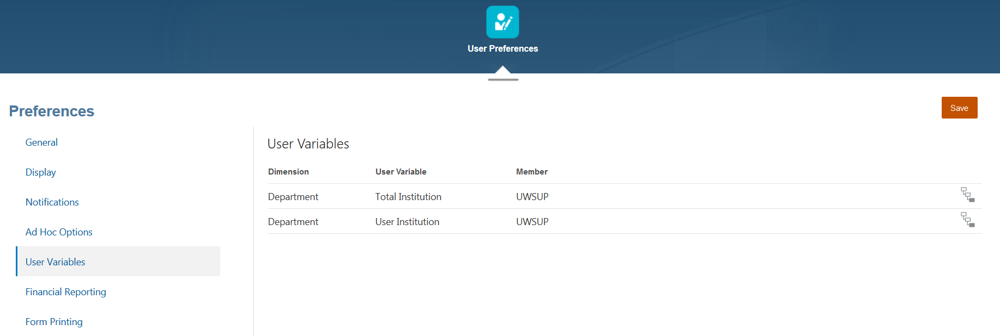 User Preferences
Preferences
Save
General
Display
Notifications
Ad Hoc Options
User Variables
Financial Reporting
Form Printing
User Variables
Dimension User Variable Member
Department Total Institution UWSUP
Department User Institution UWSUP